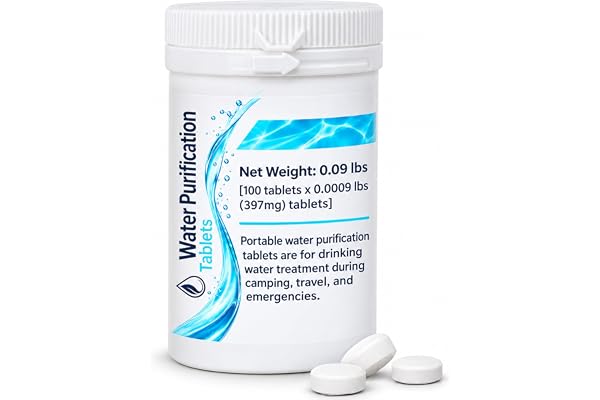 Water Purification
Tablets
Net Weight: 0.09 lbs
[100 tablets x 0.0009 lbs
(397mg) tablets]
Portable water purification
tablets are for drinking
water treatment during
camping, travel, and
emergencies.